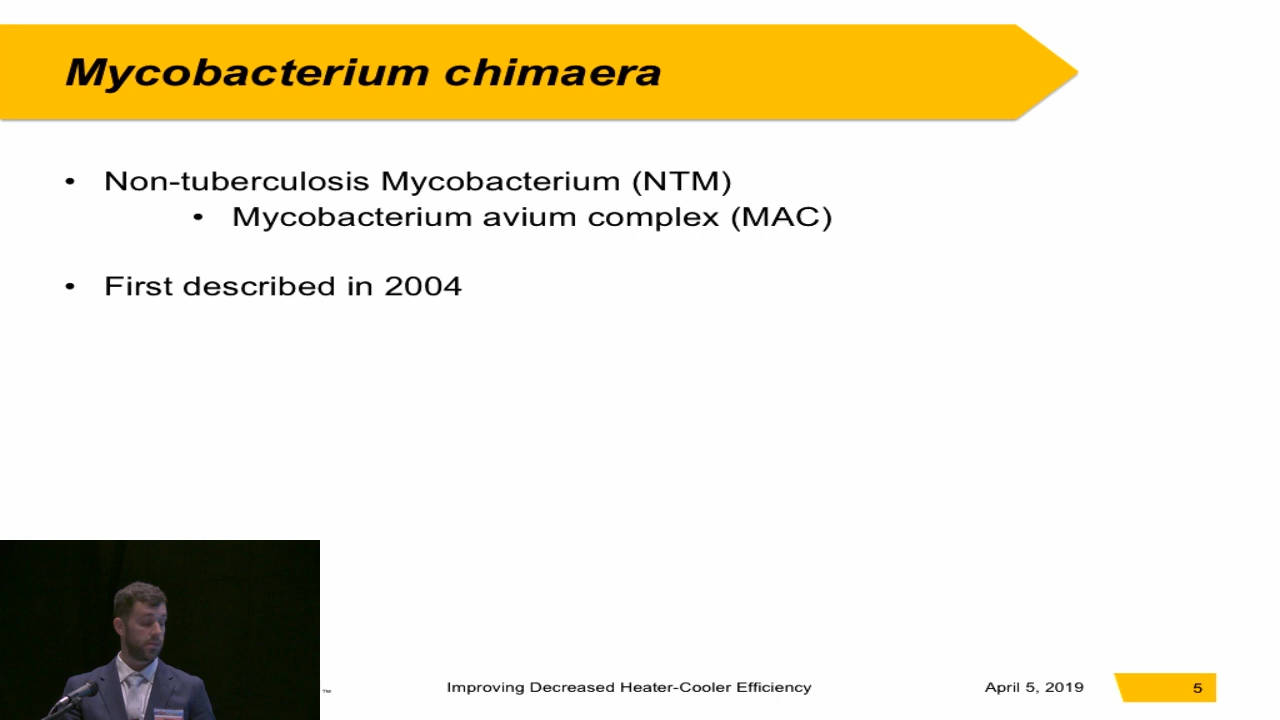 Mycobacterium chimaera
• Non-tuberculosis Mycobacterium (NTM)
• Mycobacterium avium complex (MAC)
• First described in 2004
™
Improving Decreased Heater-Cooler Efficiency
April 5, 2019
5